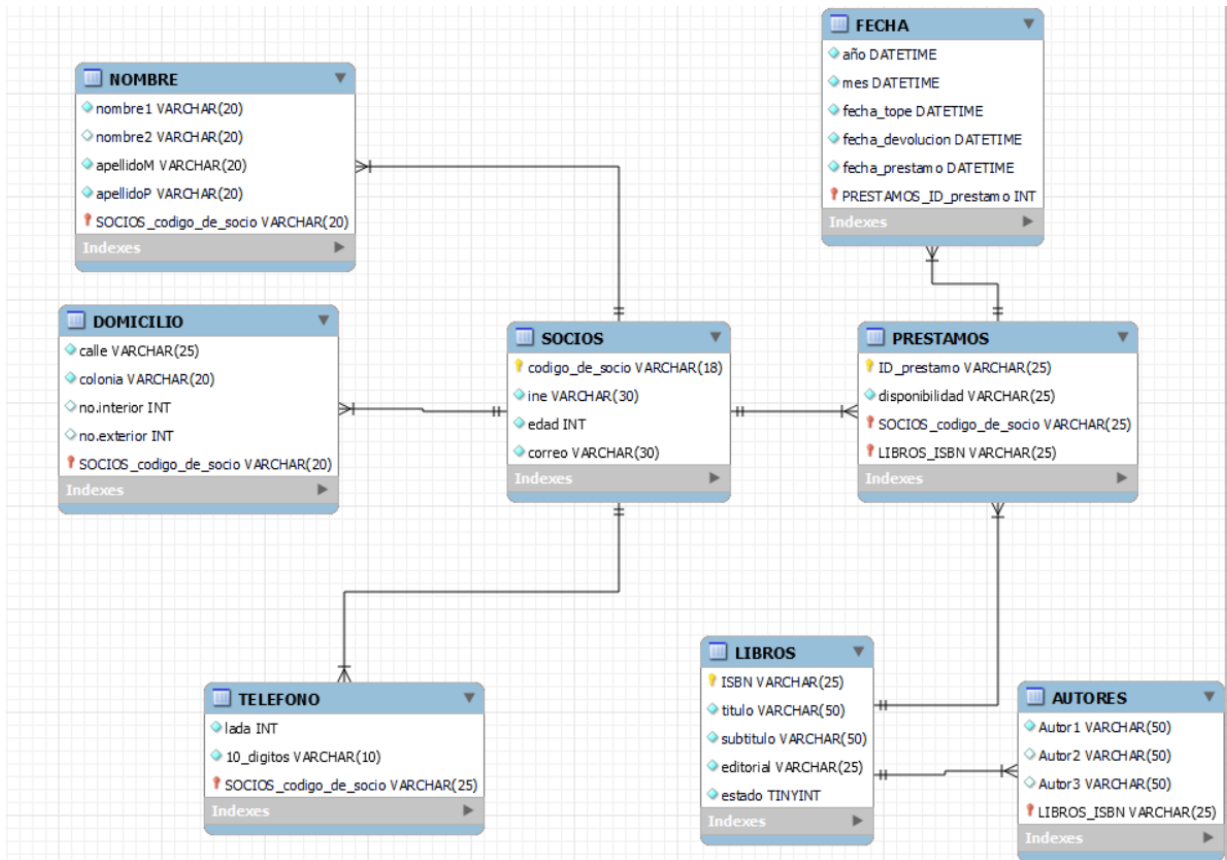 NOMBRE
nombre1 VARCHAR(20)
nombre2 VARCHAR(20)
apellidoM VARCHAR(20)
apellidoP VARCHAR(20)
SOCIOS_codigo_de_socio VARCHAR(20)
Indexes
FECHA
año DATETIME
mes DATETIME
fecha_tope DATETIME
fecha_devolucion DATETIME
fecha_prestamo DATETIME
PRESTAMOS_ID_prestamo INT
Indexes
DOMICILIO
calle VARCHAR(25)
colonia VARCHAR(20)
no.interior INT
no.exterior INT
SOCIOS_codigo_de_socio VARCHAR(20)
Indexes
SOCIOS
codigo_de_socio VARCHAR(18)
ine VARCHAR(30)
edad INT
correo VARCHAR(30)
Indexes
PRESTAMOS
ID_prestamo VARCHAR(25)
disponibilidad VARCHAR(25)
SOCIOS_codigo_de_socio VARCHAR(25)
LIBROS_ISBN VARCHAR(25)
Indexes
TELEFONO
lada INT
10_digitos VARCHAR(10)
SOCIOS_codigo_de_socio VARCHAR(25)
Indexes
LIBROS
ISBN VARCHAR(25)
titulo VARCHAR(50)
subtitulo VARCHAR(50)
editorial VARCHAR(25)
estado TINYINT
Indexes
AUTORES
Autor1 VARCHAR(50)
Autor2 VARCHAR(50)
Autor3 VARCHAR(50)
LIBROS_ISBN VARCHAR(25)
Indexes